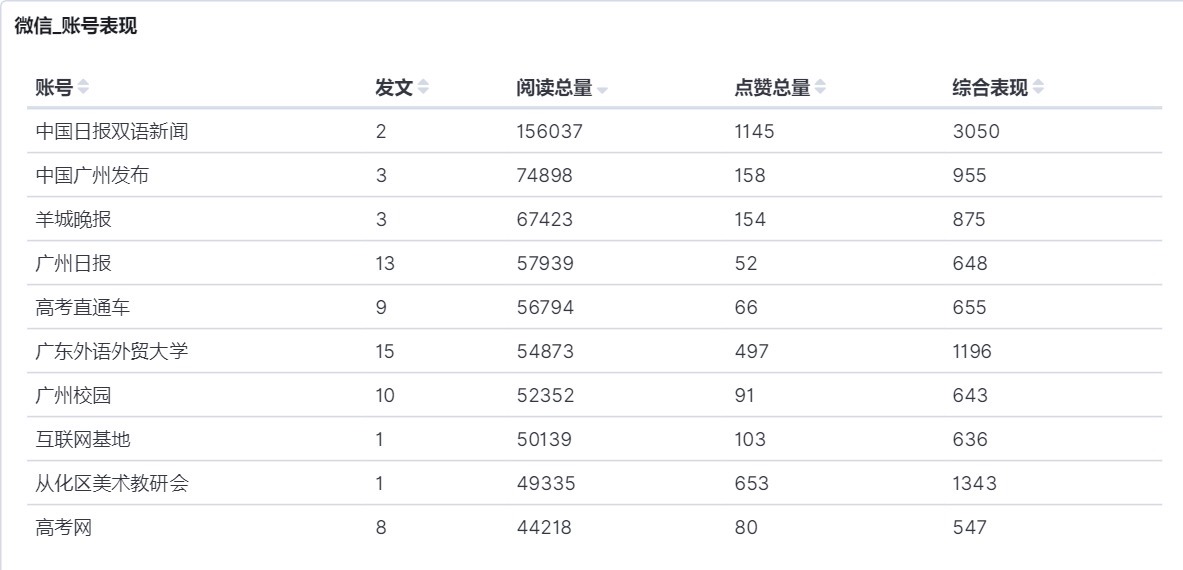 微信_账号表现
账号 发文 阅读总量 点赞总量 综合表现
中国日报双语新闻 2 156037 1145 3050
中国广州发布 3 74898 158 955
羊城晚报 3 67423 154 875
广州日报 13 57939 52 648
高考直通车 9 56794 66 655
广东外语外贸大学 15 54873 497 1196
广州校园 10 52352 91 643
互联网基地 1 50139 103 636
从化区美术教研会 1 49335 653 1343
高考网 8 44218 80 547